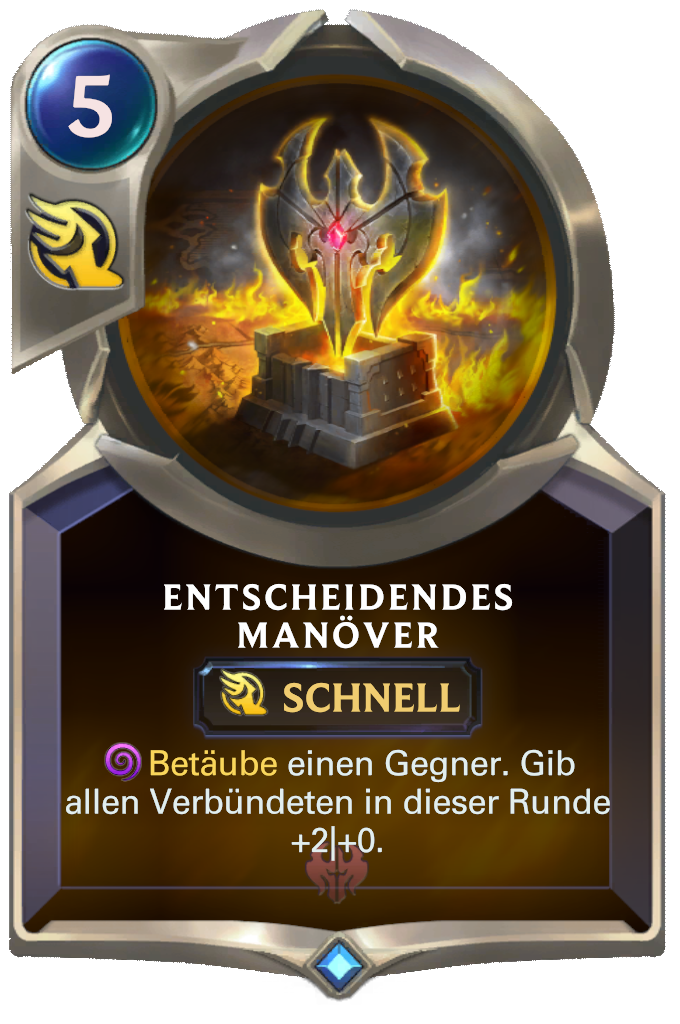 5
ENTSCHEIDENDES
MANÖVER
SCHNELL
Betäube einen Gegner. Gib
allen Verbündeten in dieser Runde
+2|+0.